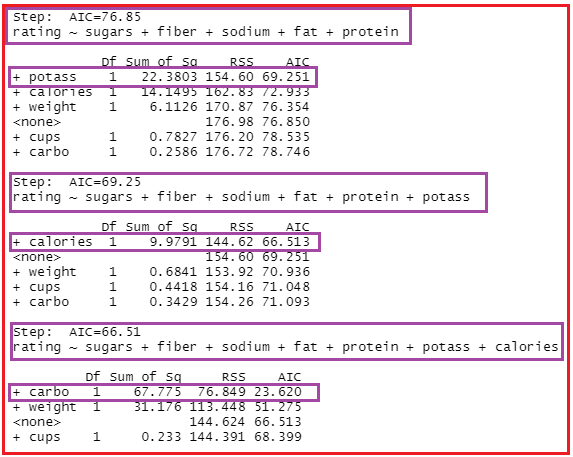 Step:  AIC=76.85
rating ~ sugars + fiber + sodium + fat + protein
Df Sum of Sq    RSS    AIC
+ potass    1   22.3803 154.60 69.251
+ calories  1   14.1495 162.83 72.933
+ weight    1    6.1126 170.87 76.354
<none>                  176.98 76.850
+ cups      1    0.7827 176.20 78.535
+ carbo     1    0.2586 176.72 78.746
Step:  AIC=69.25
rating ~ sugars + fiber + sodium + fat + protein + potass
Df Sum of Sq    RSS    AIC
+ calories  1    9.9791 144.62 66.513
<none>                  154.60 69.251
+ weight    1    0.6841 153.92 70.936
+ cups      1    0.4418 154.16 71.048
+ carbo     1    0.3429 154.26 71.093
Step:  AIC=66.51
rating ~ sugars + fiber + sodium + fat + protein + potass + calories
Df Sum of Sq     RSS    AIC
+ carbo   1    67.775  76.849 23.620
+ weight  1    31.176 113.448 51.275
<none>                144.624 66.513
+ cups    1     0.233 144.391 68.399